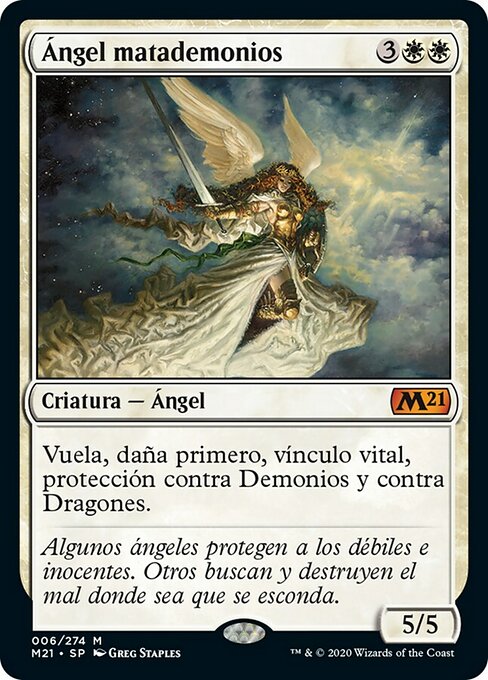 Ángel matademonios 3
Criatura — Ángel M21
Vuela, daña primero, vínculo vital,
protección contra Demonios y contra
Dragones.
Algunos ángeles protegen a los débiles e
inocentes. Otros buscan y destruyen el
mal donde sea que se esconda.
5/5
006/274 M
M21 • SP Greg Staples ™ & © 2020 Wizards of the Coast